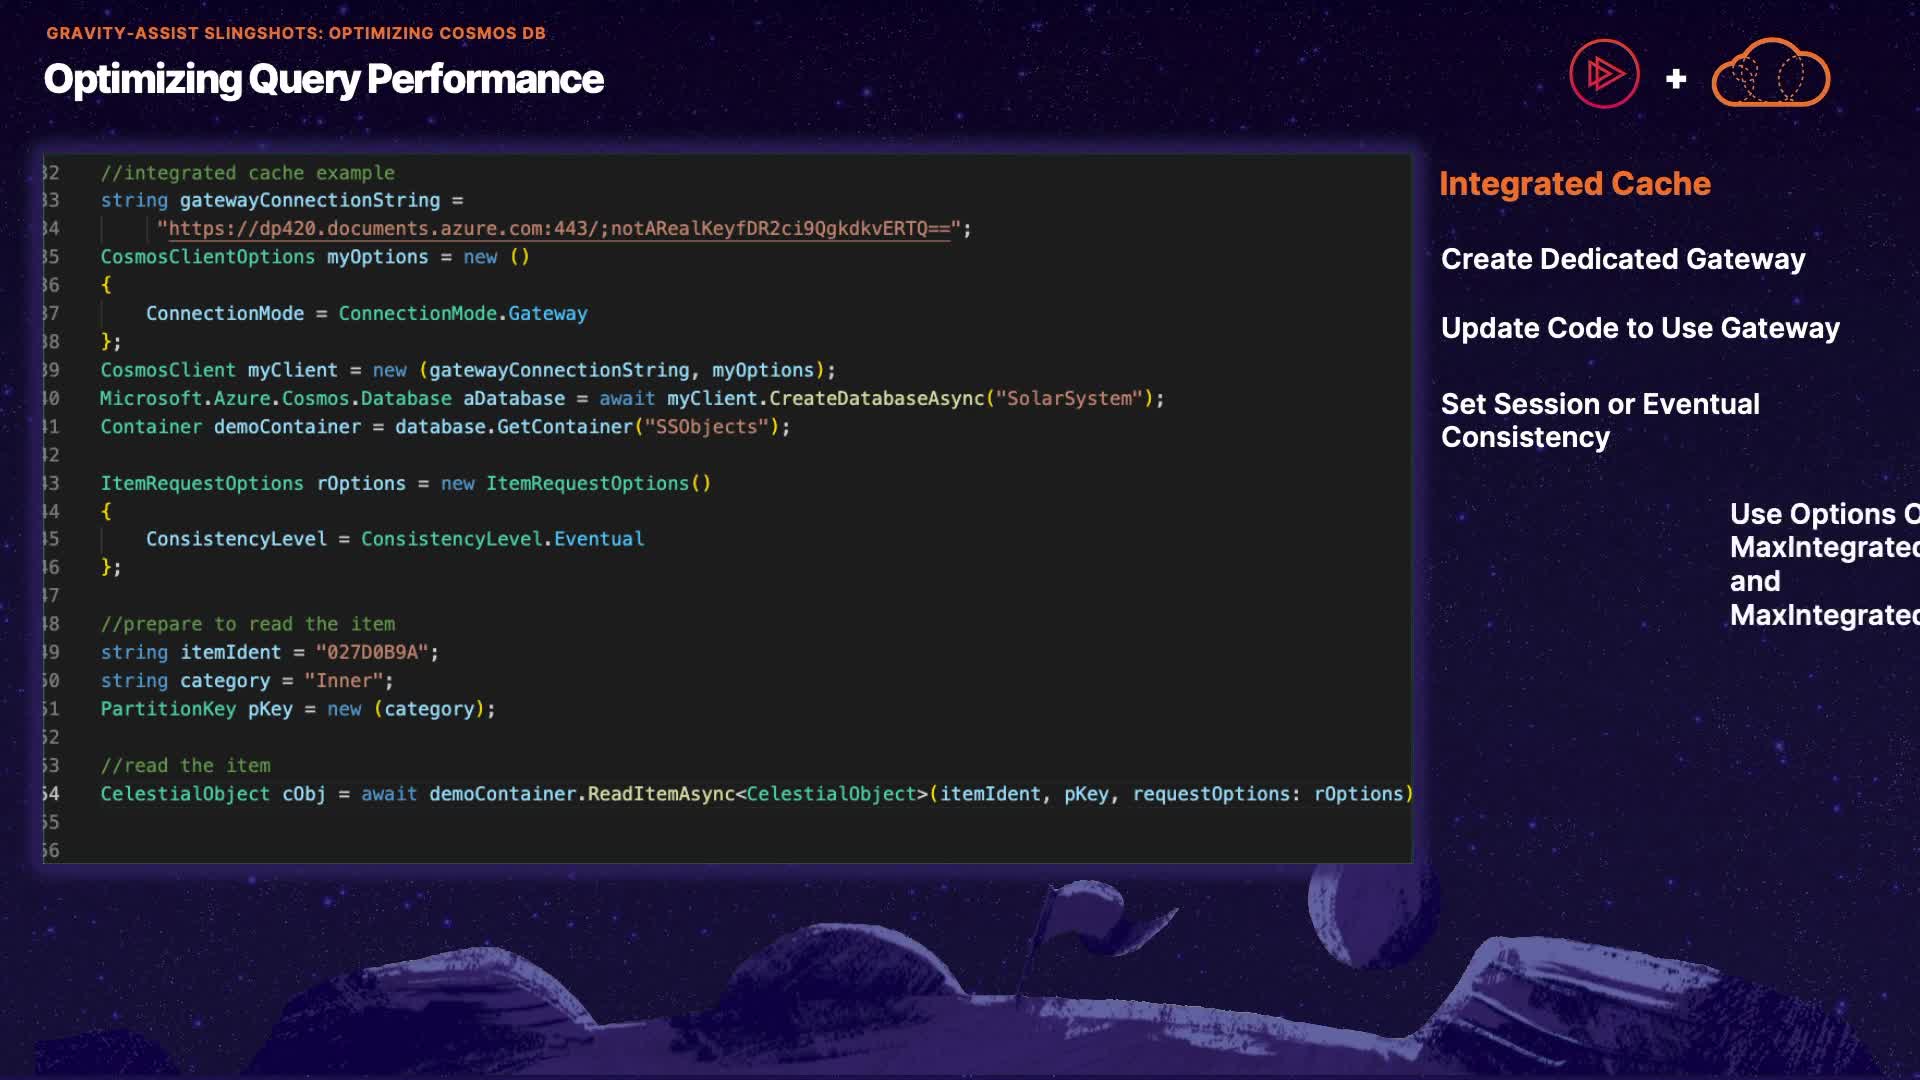 GRAVITY-ASSIST SLINGSHOTS: OPTIMIZING COSMOS DB
Optimizing Query Performance
+
32 //integrated cache example
33 string gatewayConnectionString =
34 "https://dp420.documents.azure.com:443/;notARealKeyfDR2ci9QgkdkvERTQ==";
35 CosmosClientOptions myOptions = new ()
36 {
37 ConnectionMode = ConnectionMode.Gateway
38 };
39 CosmosClient myClient = new (gatewayConnectionString, myOptions);
40 Microsoft.Azure.Cosmos.Database aDatabase = await myClient.CreateDatabaseAsync("SolarSystem");
41 Container demoContainer = database.GetContainer("SSObjects");
42
43 ItemRequestOptions rOptions = new ItemRequestOptions()
44 {
45 ConsistencyLevel = ConsistencyLevel.Eventual
46 };
47
48 //prepare to read the item
49 string itemIdent = "027D0B9A";
50 string category = "Inner";
51 PartitionKey pKey = new (category);
52
53 //read the item
54 CelestialObject cObj = await demoContainer.ReadItemAsync<CelestialObject>(itemIdent, pKey, requestOptions: rOptions)
55
56
Integrated Cache
Create Dedicated Gateway
Update Code to Use Gateway
Set Session or Eventual
Consistency
Use Options
MaxIntegrated
and
MaxIntegrated